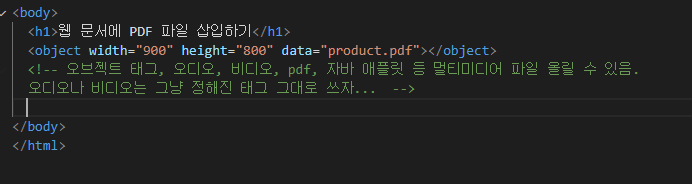 <body>
<h1>웹 문서에 PDF 파일 삽입하기</h1>
<object width="900" height="800" data="product.pdf"></object>
<!-- 오브젝트 태그, 오디오, 비디오, pdf, 자바 애플릿 등 멀티미디어 파일 올릴 수 있음.
오디오나 비디오는 그냥 정해진 태그 그대로 쓰자... -->
</body>
</html>